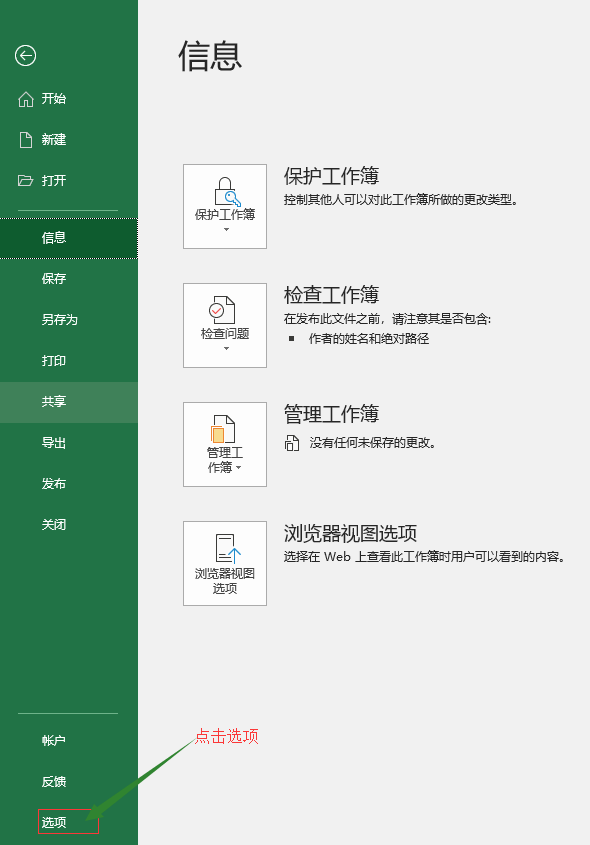 信息
开始
新建
打开
信息
保存
另存为
打印
共享
导出
发布
关闭
帐户
反馈
选项
保护工作簿
保护工作簿
控制其他人可以对此工作簿所做的更改类型。
检查问题
检查工作簿
在发布此文件之前，请注意其是否包含:
作者的姓名和绝对路径
管理工
作簿
管理工作簿
没有任何未保存的更改。
浏览器视图
选项
浏览器视图选项
选择在 Web 上查看此工作簿时用户可以看到的内容。
点击选项